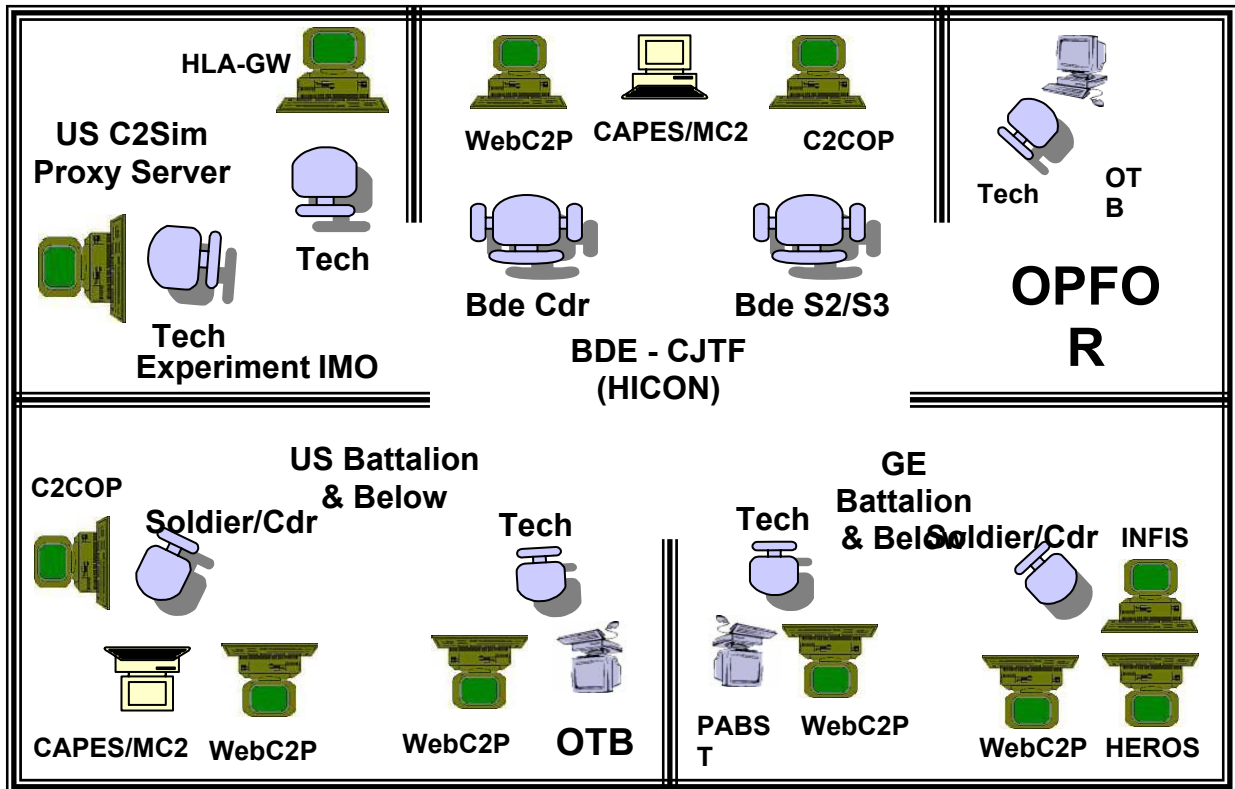 HLA-GW
US C2Sim
Proxy Server
Tech
Tech
Experiment IMO
WebC2P
CAPES/MC2
C2COP
Bde Cdr
Bde S2/S3
BDE - CJTF
(HICON)
Tech
OT
B
OPFO
R
US Battalion
& Below
C2COP
Soldier/Cdr
Tech
CAPES/MC2
WebC2P
WebC2P
OTB
GE
Battalion
& Below
Tech
Soldier/Cdr
INFIS
PABS
T
WebC2P
WebC2P
HEROS